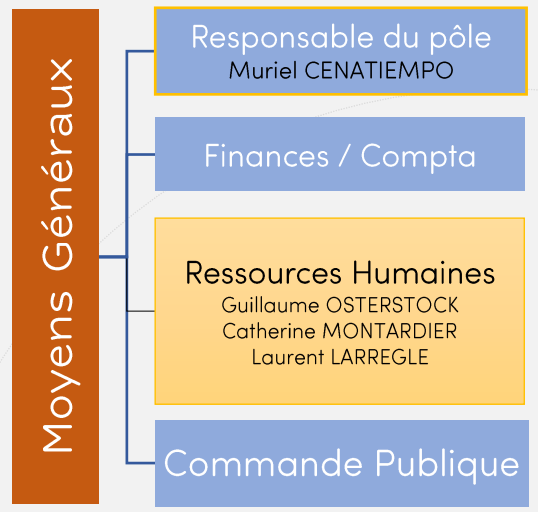 Moyens Généraux
Responsable du pôle
Muriel CENATIEMPO
Finances / Compta
Ressources Humaines
Guillaume OSTERSTOCK
Catherine MONTARDIER
Laurent LARREGLE
Commande Publique